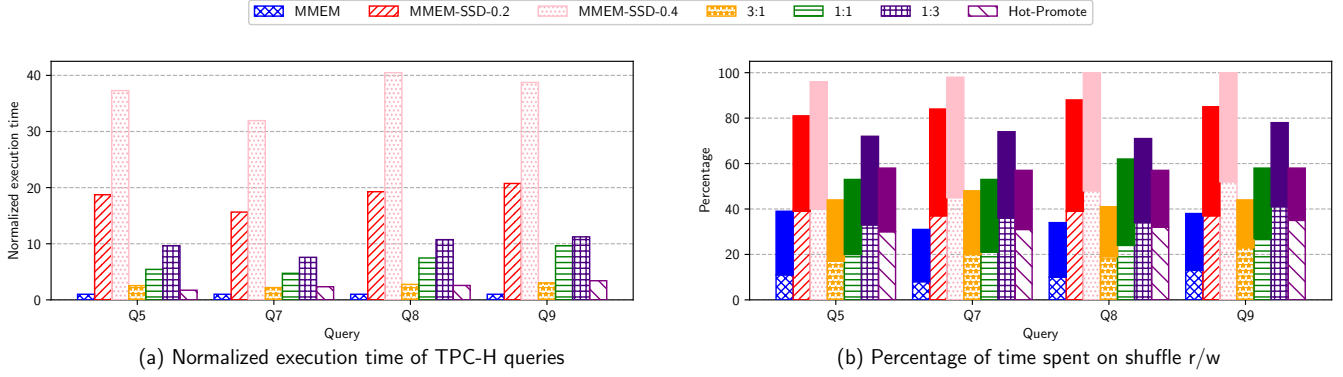 MMEM MMEM-SSD-0.2 MMEM-SSD-0.4 3:1 1:1 1:3 Hot-Promote
Normalized execution time
40
30
20
10
0
Q5 Q7 Q8 Q9
Query
(a) Normalized execution time of TPC-H queries
Percentage
100
80
60
40
20
0
Q5 Q7 Q8 Q9
Query
(b) Percentage of time spent on shuffle r/w